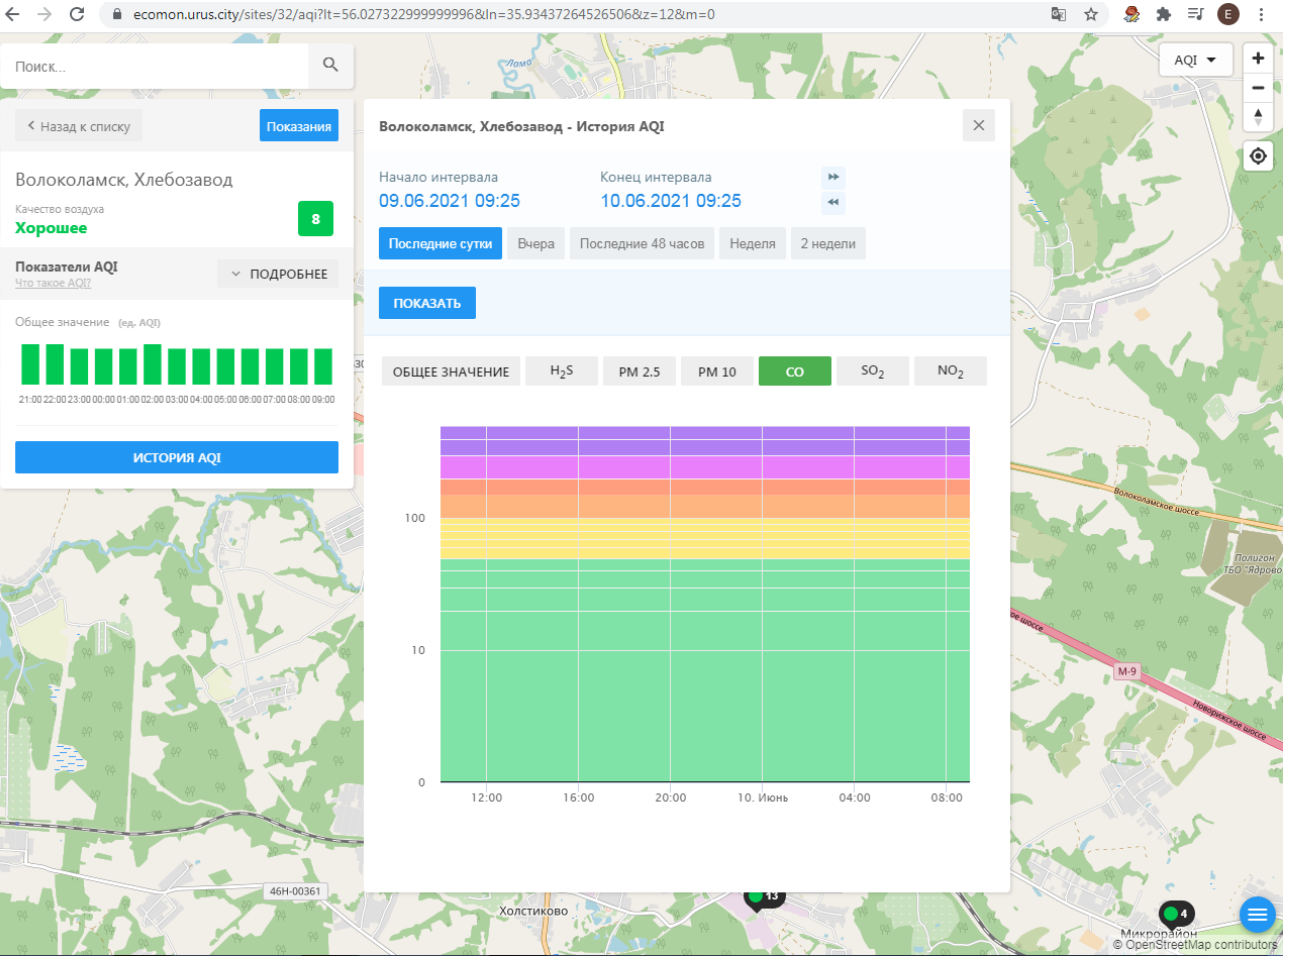 ecomon.urus.city/sites/32/aqi?lt=56.027322999999996&ln=35.93437264526506&z=12&m=0
E
Поиск...
AQI
Лама
Назад к списку
Показания
Волоколамск, Хлебозавод - История AQI
Волоколамск, Хлебозавод
Качество воздуха
Хорошее
8
Показатели AQI
Что такое AQI?
ПОДРОБНЕЕ
Общее значение (ед. AQI)
21:00 22:00 23:00 00:00 01:00 02:00 03:00 04:00 05:00 06:00 07:00 08:00 09:00
ИСТОРИЯ AQI
Начало интервала
Конец интервала
09.06.2021 09:25
10.06.2021 09:25
Последние сутки
Вчера
Последние 48 часов
Неделя
2 недели
ПОКАЗАТЬ
ОБЩЕЕ ЗНАЧЕНИЕ
H2S
PM 2.5
PM 10
CO
SO2
NO2
100
10
0
12:00
16:00
20:00
10. Июнь
04:00
08:00
Волоколамское шоссе
Полигон
ТБО "Ядрово
М-9
Новорижское шоссе
46Н-00361
Холстиково
13
4
Микрорайон
© OpenStreetMap contributors